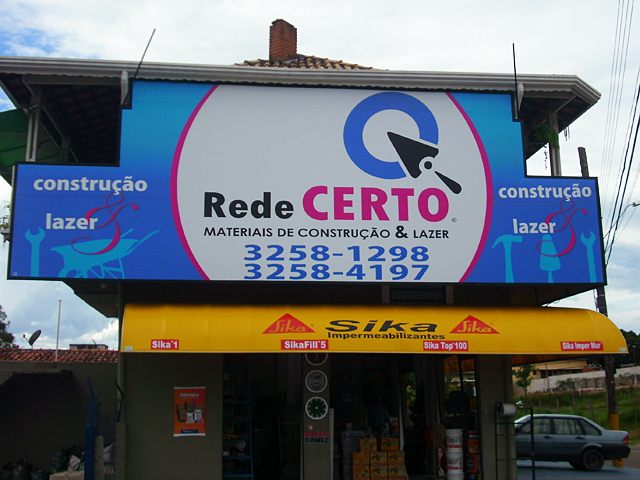 construção
& lazer
Rede CERTO
MATERIAIS DE CONSTRUÇÃO & LAZER
3258-1298
3258-4197
construção
& lazer
Sika Sika Sika
Impermeabilizantes
Sika®1 SikaFill®5 Sika Top®100 Sika Imper Mur